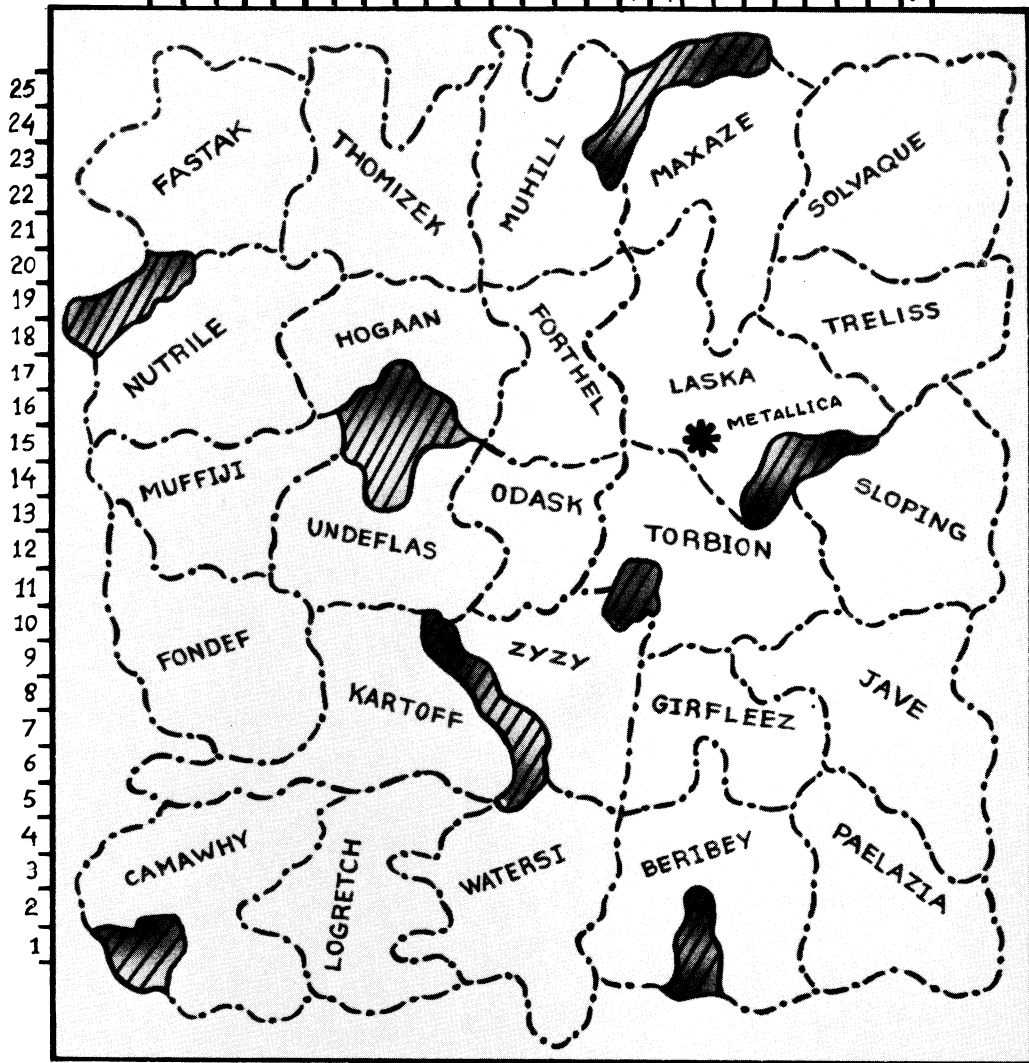 25
24
23
22
21
20
19
18
17
16
15
14
13
12
11
10
9
8
7
6
5
4
3
2
1
FASTAK
THOMIZEK
MUHILL
MAXAZE
SOLVAQUE
NUTRILE
HOGAAN
FORTHEL
TRELISS
LASKA
METALLICA
MUFFIJI
UNDEFLAS
ODASK
TORBION
SLOPING
FONDEF
KARTOFF
ZYZY
GIRFLEEZ
JAVE
CAMAWHY
LOGRETCH
WATERSI
BERIBEY
PAELAZIA